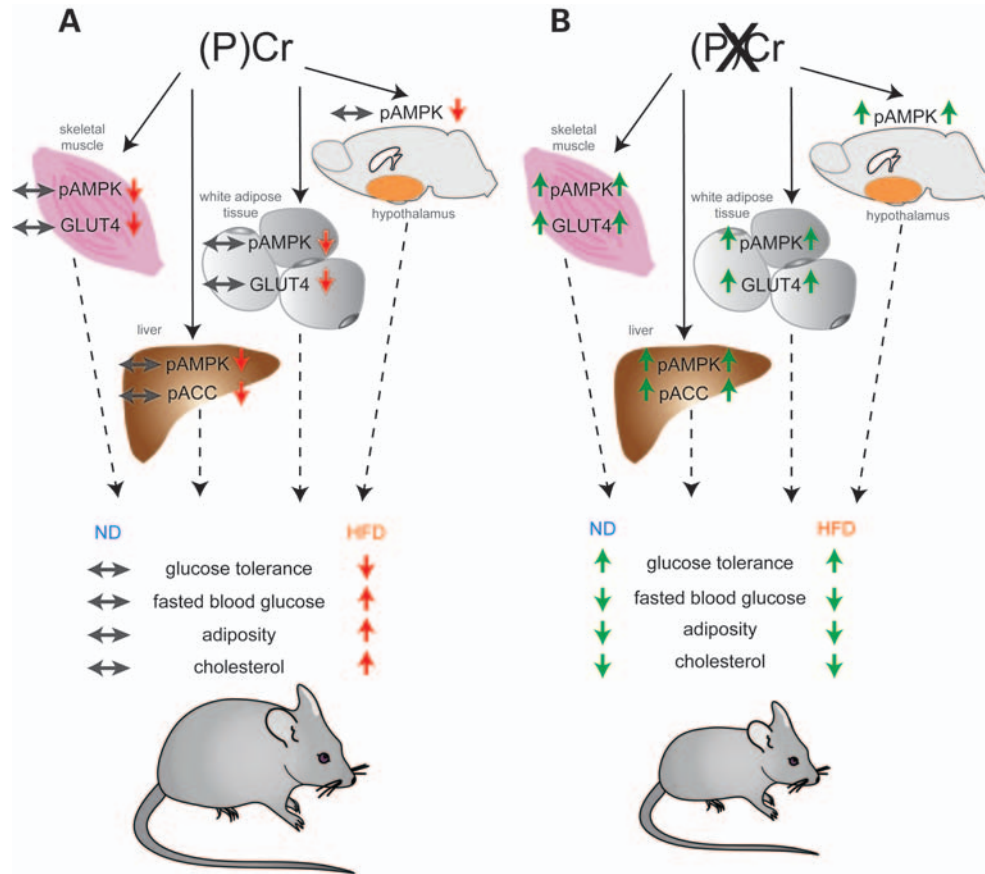 A
(P)Cr
pAMPK
skeletal
muscle
pAMPK
GLUT4
hypothalamus
white adipose
tissue
pAMPK
GLUT4
liver
pAMPK
pACC
ND
HFD
glucose tolerance
fasted blood glucose
adiposity
cholesterol
B
(P)Cr
pAMPK
skeletal
muscle
pAMPK
GLUT4
hypothalamus
white adipose
tissue
pAMPK
GLUT4
liver
pAMPK
pACC
ND
HFD
glucose tolerance
fasted blood glucose
adiposity
cholesterol